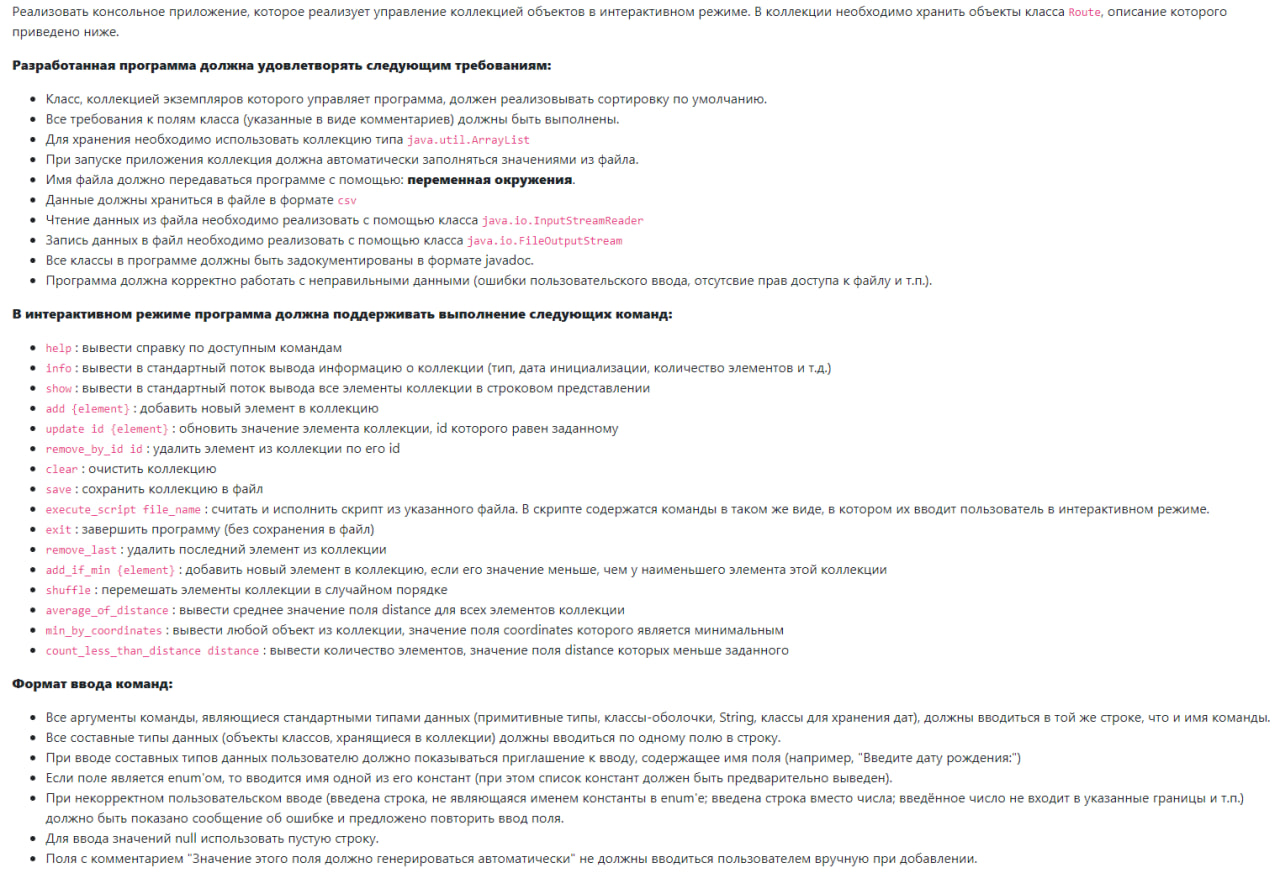 Реализовать консольное приложение, которое реализует управление коллекцией объектов в интерактивном режиме. В коллекции необходимо хранить объекты класса Route, описание которого
приведено ниже.
Разработанная программа должна удовлетворять следующим требованиям:
• Класс, коллекцией экземпляров которого управляет программа, должен реализовывать сортировку по умолчанию.
• Все требования к полям класса (указанные в виде комментариев) должны быть выполнены.
• Для хранения необходимо использовать коллекцию типа java.util.ArrayList
• При запуске приложения коллекция должна автоматически заполняться значениями из файла.
• Имя файла должно передаваться программе с помощью: переменная окружения.
• Данные должны храниться в файле в формате csv
• Чтение данных из файла необходимо реализовать с помощью класса java.io.InputStreamReader
• Запись данных в файл необходимо реализовать с помощью класса java.io.FileOutputStream
• Все классы в программе должны быть задокументированы в формате javadoc.
• Программа должна корректно работать с неправильными данными (ошибки пользовательского ввода, отсутсвие прав доступа к файлу и т.п.).
В интерактивном режиме программа должна поддерживать выполнение следующих команд:
• help : вывести справку по доступным командам
• info : вывести в стандартный поток вывода информацию о коллекции (тип, дата инициализации, количество элементов и т.д.)
• show : вывести в стандартный поток вывода все элементы коллекции в строковом представлении
• add {element} : добавить новый элемент в коллекцию
• update id {element} : обновить значение элемента коллекции, id которого равен заданному
• remove_by_id id : удалить элемент из коллекции по его id
• clear : очистить коллекцию
• save : сохранить коллекцию в файл
• execute_script file_name : считать и исполнить скрипт из указанного файла. В скрипте содержатся команды в таком же виде, в котором их вводит пользователь в интерактивном режиме.
• exit : завершить программу (без сохранения в файл)
• remove_last : удалить последний элемент из коллекции
• add_if_min {element} : добавить новый элемент в коллекцию, если его значение меньше, чем у наименьшего элемента этой коллекции
• shuffle : перемешать элементы коллекции в случайном порядке
• average_of_distance : вывести среднее значение поля distance для всех элементов коллекции
• min_by_coordinates : вывести любой объект из коллекции, значение поля coordinates которого является минимальным
• count_less_than_distance distance : вывести количество элементов, значение поля distance которых меньше заданного
Формат ввода команд:
• Все аргументы команды, являющиеся стандартными типами данных (примитивные типы, классы-оболочки, String, классы для хранения дат), должны вводиться в той же строке, что и имя команды.
• Все составные типы данных (объекты классов, хранящиеся в коллекции) должны вводиться по одному полю в строку.
• При вводе составных типов данных пользователю должно показываться приглашение к вводу, содержащее имя поля (например, "Введите дату рождения:")
• Если поле является enum'ом, то вводится имя одной из его констант (при этом список констант должен быть предварительно выведен).
• При некорректном пользовательском вводе (введена строка, не являющаяся именем константы в enum'е; введена строка вместо числа; введённое число не входит в указанные границы и т.п.)
должно быть показано сообщение об ошибке и предложено повторить ввод поля.
• Для ввода значений null использовать пустую строку.
• Поля с комментарием "Значение этого поля должно генерироваться автоматически" не должны вводиться пользователем вручную при добавлении.